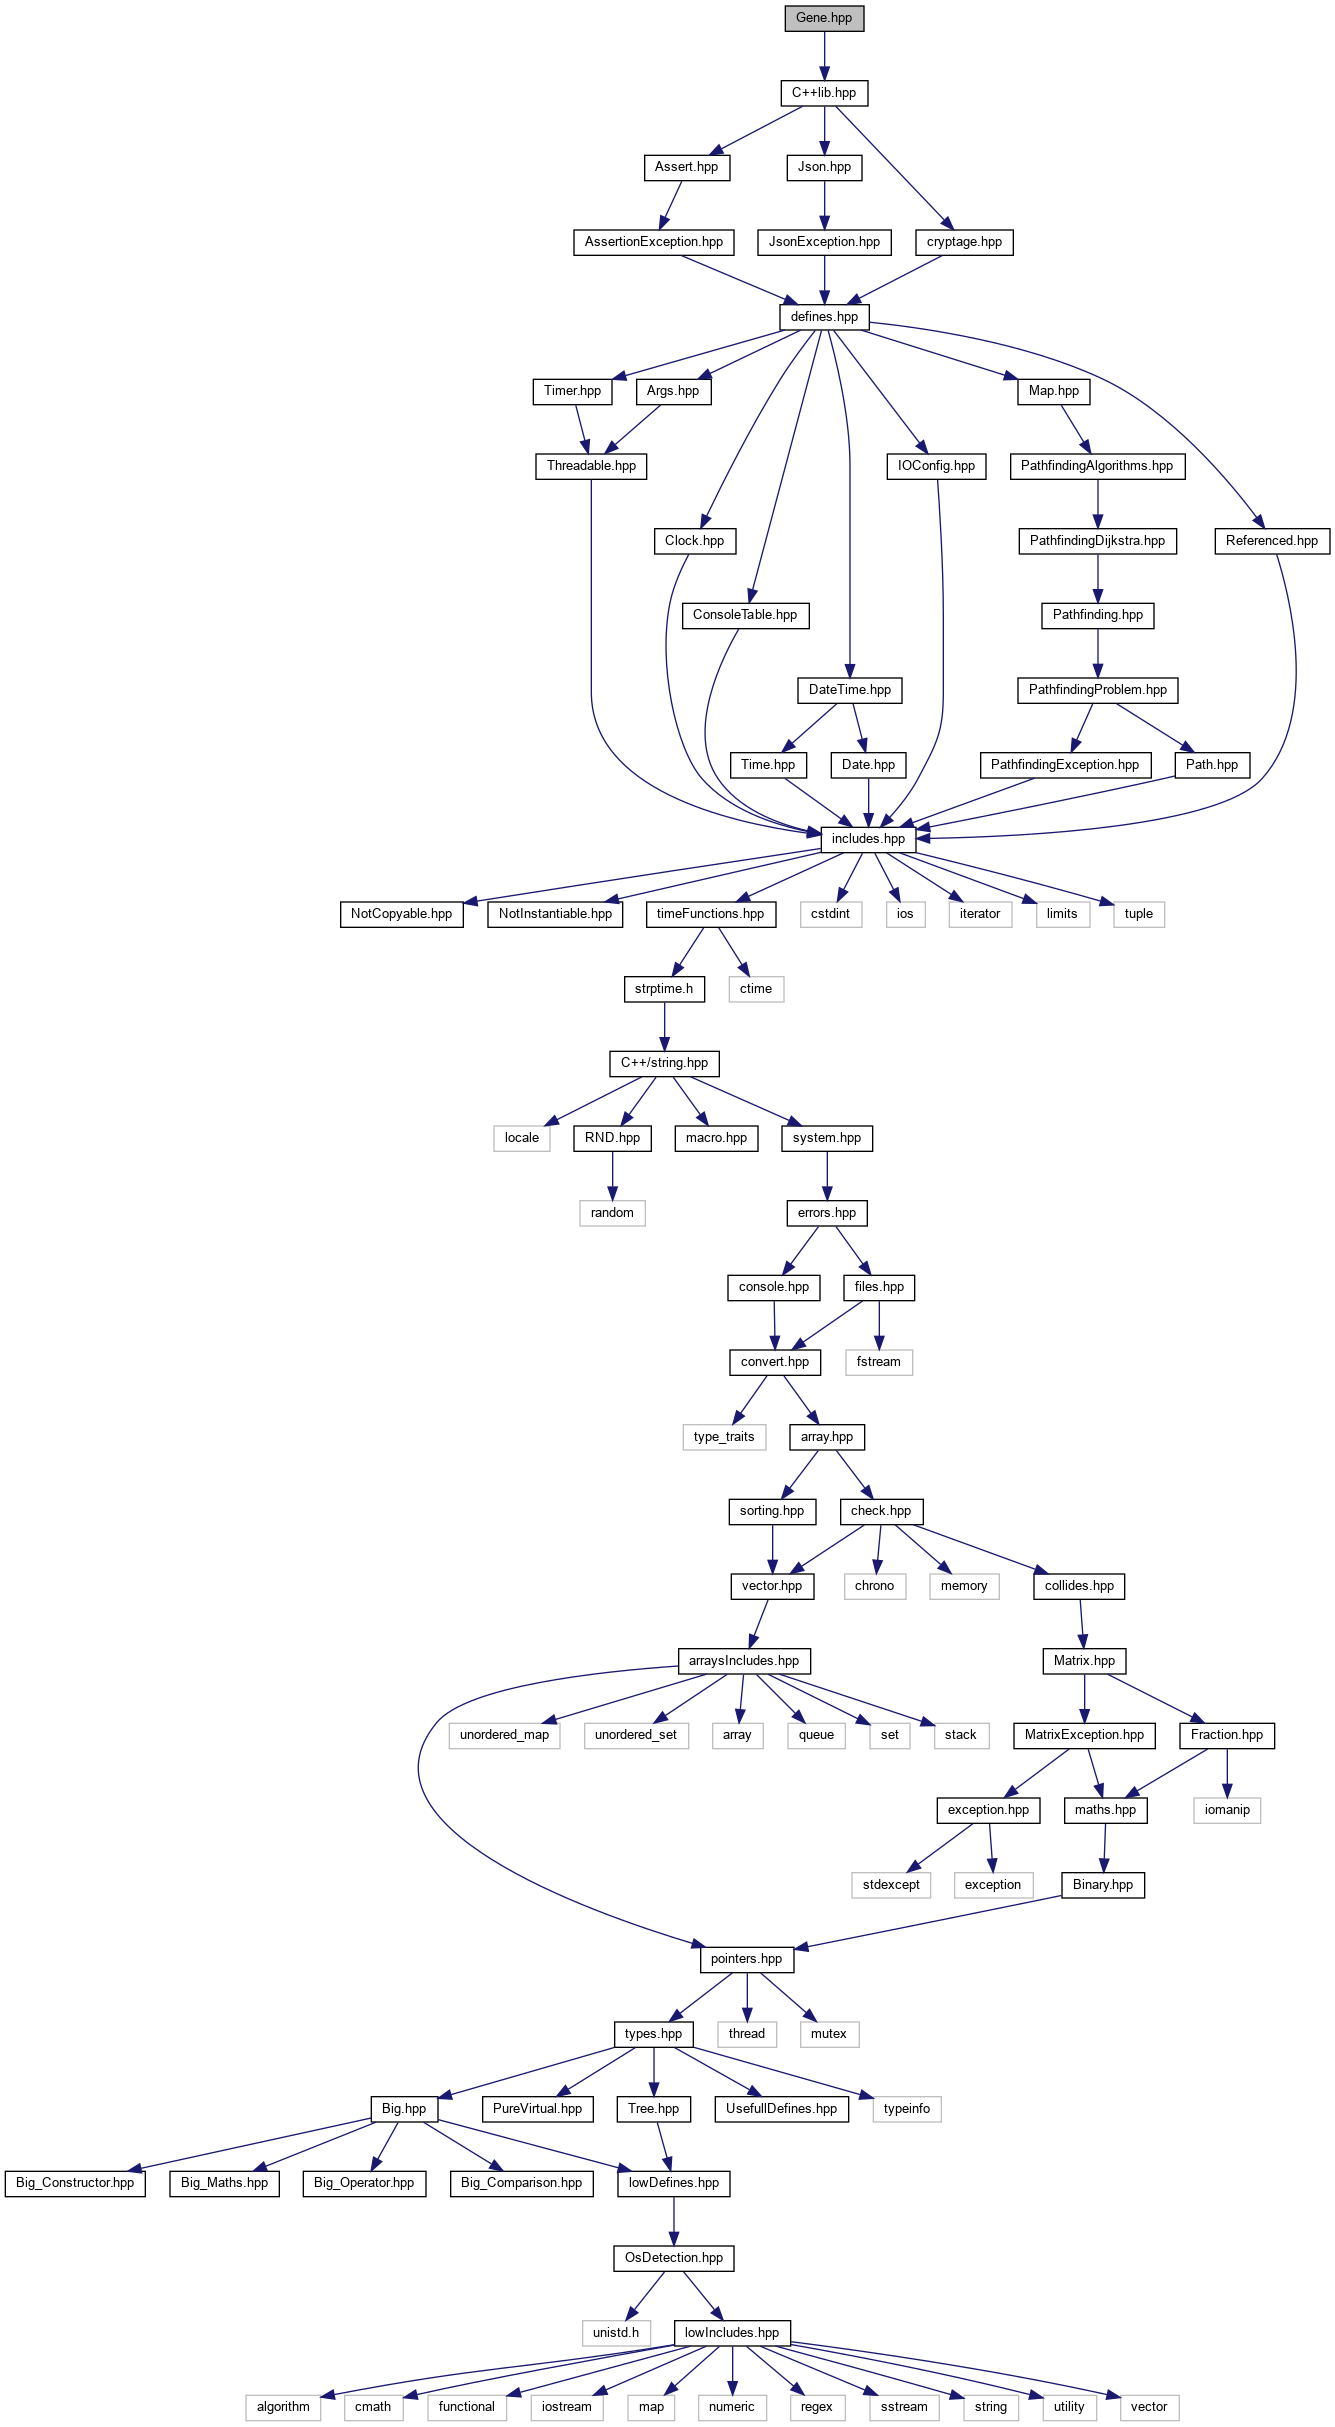 Gene.hpp
C++lib.hpp
Assert.hpp
Json.hpp
AssertionException.hpp
JsonException.hpp
cryptage.hpp
defines.hpp
Timer.hpp
Args.hpp
Map.hpp
Threadable.hpp
IOConfig.hpp
PathfindingAlgorithms.hpp
Clock.hpp
PathfindingDijkstra.hpp
Referenced.hpp
ConsoleTable.hpp
Pathfinding.hpp
DateTime.hpp
PathfindingProblem.hpp
Time.hpp
Date.hpp
PathfindingException.hpp
Path.hpp
includes.hpp
NotCopyable.hpp
NotInstantiable.hpp
timeFunctions.hpp
cstdint
ios
iterator
limits
tuple
strptime.h
ctime
C++/string.hpp
locale
RND.hpp
macro.hpp
system.hpp
random
errors.hpp
console.hpp
files.hpp
convert.hpp
fstream
type_traits
array.hpp
sorting.hpp
check.hpp
vector.hpp
chrono
memory
collides.hpp
arraysIncludes.hpp
Matrix.hpp
unordered_map
unordered_set
array
queue
set
stack
MatrixException.hpp
Fraction.hpp
exception.hpp
maths.hpp
iomanip
stdexcept
exception
Binary.hpp
pointers.hpp
types.hpp
thread
mutex
Big.hpp
PureVirtual.hpp
Tree.hpp
UsefullDefines.hpp
typeinfo
Big_Constructor.hpp
Big_Maths.hpp
Big_Operator.hpp
Big_Comparison.hpp
lowDefines.hpp
OsDetection.hpp
unistd.h
lowIncludes.hpp
algorithm
cmath
functional
iostream
map
numeric
regex
sstream
string
utility
vector